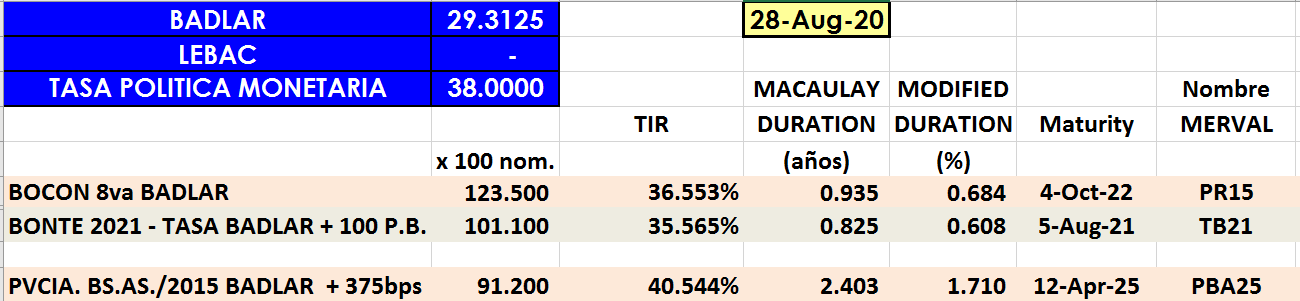 BADLAR 29.3125 28-Aug-20
LEBAC -
TASA POLITICA MONETARIA 38.0000 MACAULAY MODIFIED Nombre
TIR DURATION DURATION Maturity MERVAL
x 100 nom. (años) (%)
BOCON 8va BADLAR 123.500 36.553% 0.935 0.684 4-Oct-22 PR15
BONTE 2021 - TASA BADLAR + 100 P.B. 101.100 35.565% 0.825 0.608 5-Aug-21 TB21
PVCIA. BS.AS./2015 BADLAR + 375bps 91.200 40.544% 2.403 1.710 12-Apr-25 PBA25